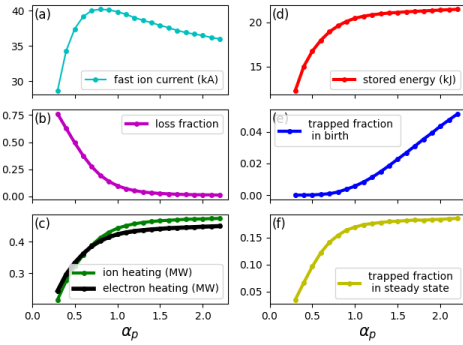 (a)
40
35
30
fast ion current (kA)
(b)
0.75
0.50
0.25
0.00
loss fraction
(c)
0.4
0.3
ion heating (MW)
electron heating (MW)
0.0 0.5 1.0 1.5 2.0
αp
(d)
20
15
stored energy (kJ)
(e)
0.04
0.02
0.00
trapped fraction
in birth
(f)
0.15
0.10
0.05
trapped fraction
in steady state
0.0 0.5 1.0 1.5 2.0
αp